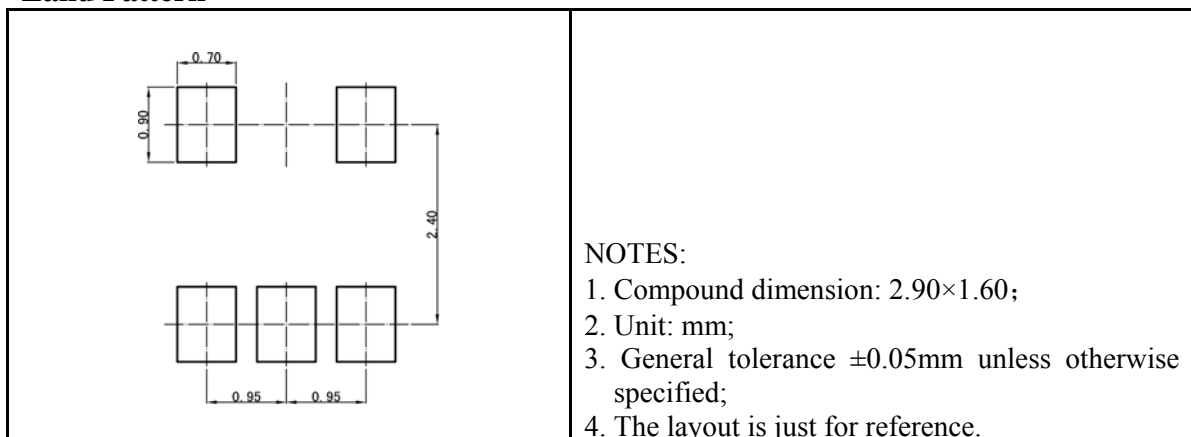 Land Pattern
0.70
0.90
2.40
0.95 0.95
NOTES:
1. Compound dimension: 2.90×1.60；
2. Unit: mm;
3. General tolerance ±0.05mm unless otherwise
specified;
4. The layout is just for reference.